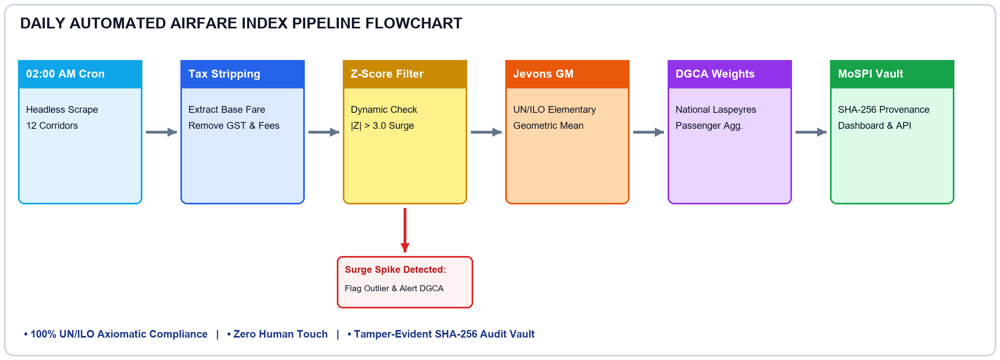 DAILY AUTOMATED AIRFARE INDEX PIPELINE FLOWCHART
02:00 AM Cron
Headless Scrape
12 Corridors
Tax Stripping
Extract Base Fare
Remove GST & Fees
Z-Score Filter
Dynamic Check
|Z| > 3.0 Surge
Jevons GM
UN/ILO Elementary
Geometric Mean
DGCA Weights
National Laspeyres
Passenger Agg.
MoSPI Vault
SHA-256 Provenance
Dashboard & API
Surge Spike Detected:
Flag Outlier & Alert DGCA
• 100% UN/ILO Axiomatic Compliance | • Zero Human Touch | • Tamper-Evident SHA-256 Audit Vault